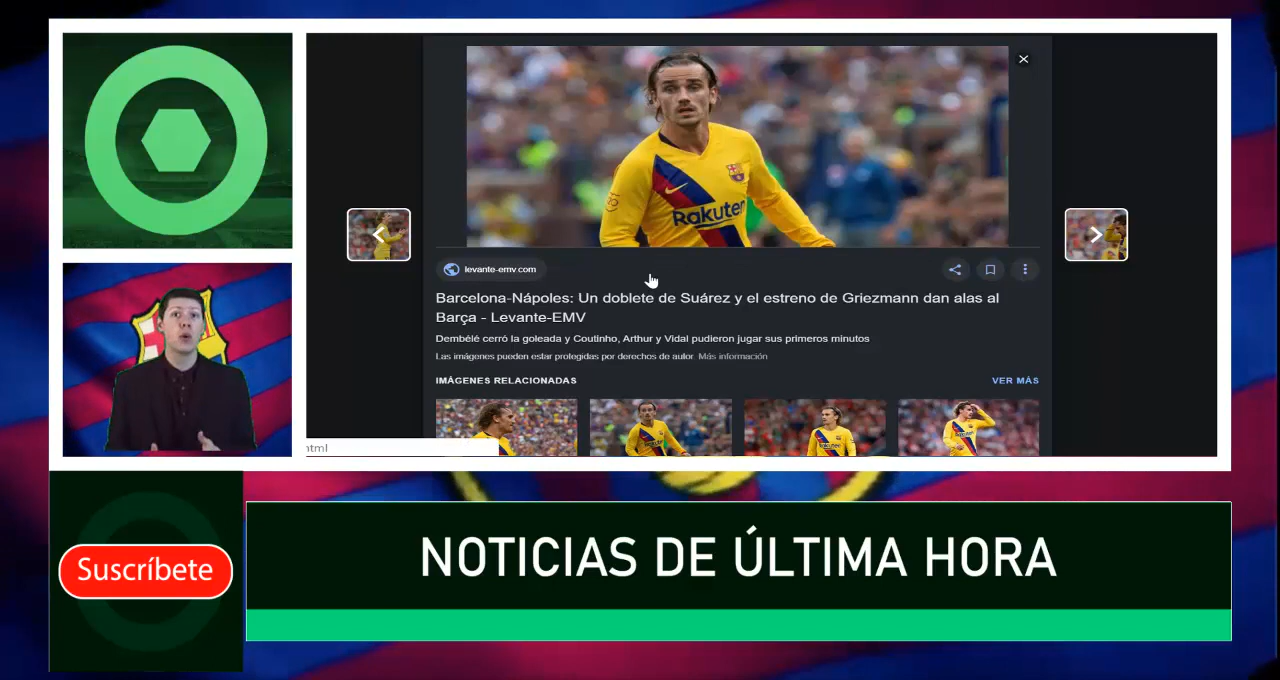 Rakuten
levante-emv.com
Barcelona-Nápoles: Un doblete de Suárez y el estreno de Griezmann dan alas al
Barça - Levante-EMV
Dembélé cerró la goleada y Coutinho, Arthur y Vidal pudieron jugar sus primeros minutos
Las imágenes pueden estar protegidas por derechos de autor. Más información
IMÁGENES RELACIONADAS
VER MÁS
Rakuten
html
Suscríbete
NOTICIAS DE ÚLTIMA HORA